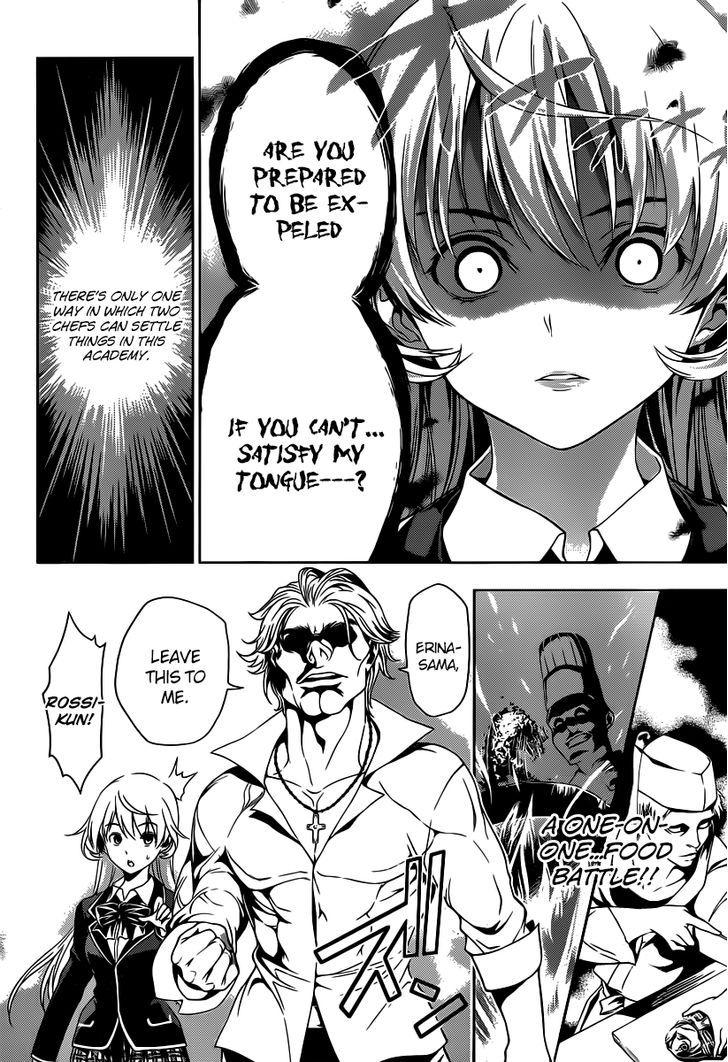 ARE YOU
PREPARED
TO BE EX-
PELED
IF YOU CAN'T...
SATISFY MY
TONGUE---?
THERE'S ONLY ONE
WAY IN WHICH TWO
CHEFS CAN SETTLE
THINGS IN THIS
ACADEMY.
A ONE-ON-
ONE...FOOD
BATTLE!!
ERINA-
SAMA,
LEAVE
THIS TO
ME.
ROSSI-
KUN!
ズン